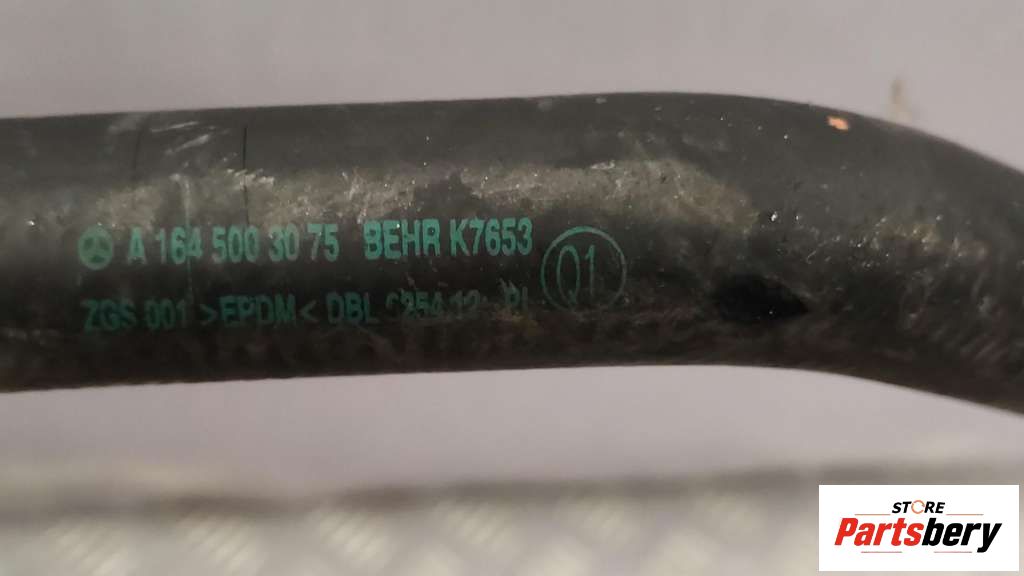 A 164 500 30 75 BEHR K7653
Q1
ZGS 001 >EPDM< DBL
STORE
Partsbery